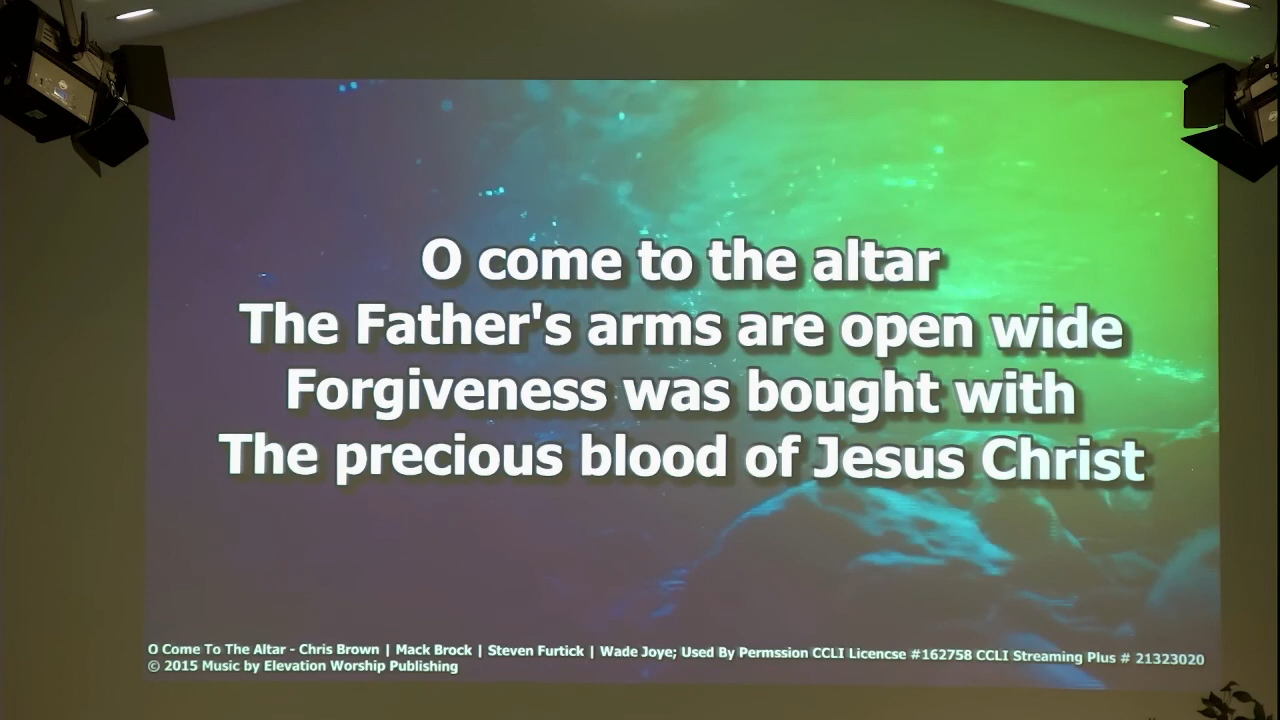 O come to the altar
The Father's arms are open wide
Forgiveness was bought with
The precious blood of Jesus Christ
O Come To The Altar - Chris Brown | Mack Brock | Steven Furtick | Wade Joye; Used By Permssion CCLI Licencse #162758 CCLI Streaming Plus # 21323020
© 2015 Music by Elevation Worship Publishing